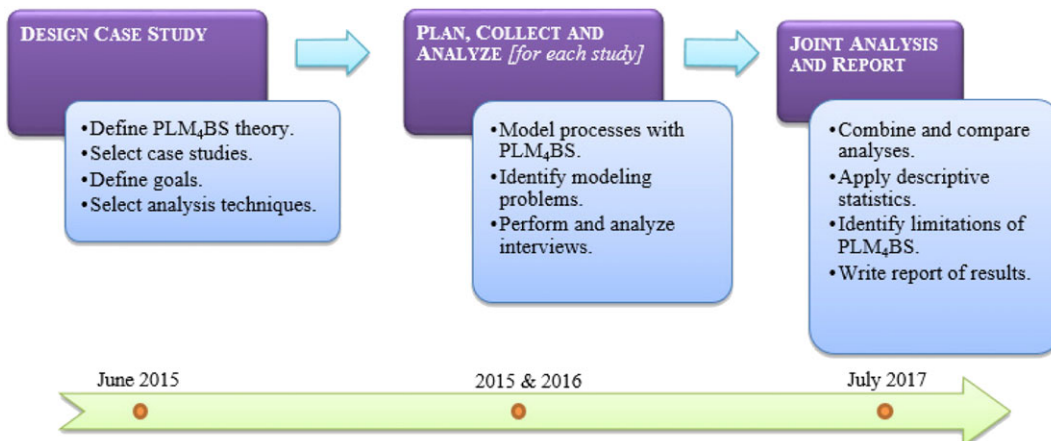 DESIGN CASE STUDY
•Define PLM₄BS theory.
•Select case studies.
•Define goals.
•Select analysis techniques.
PLAN, COLLECT AND
ANALYZE [for each study]
•Model processes with
PLM₄BS.
•Identify modeling
problems.
•Perform and analyze
interviews.
JOINT ANALYSIS
AND REPORT
•Combine and compare
analyses.
•Apply descriptive
statistics.
•Identify limitations of
PLM₄BS.
•Write report of results.
June 2015
2015 & 2016
July 2017